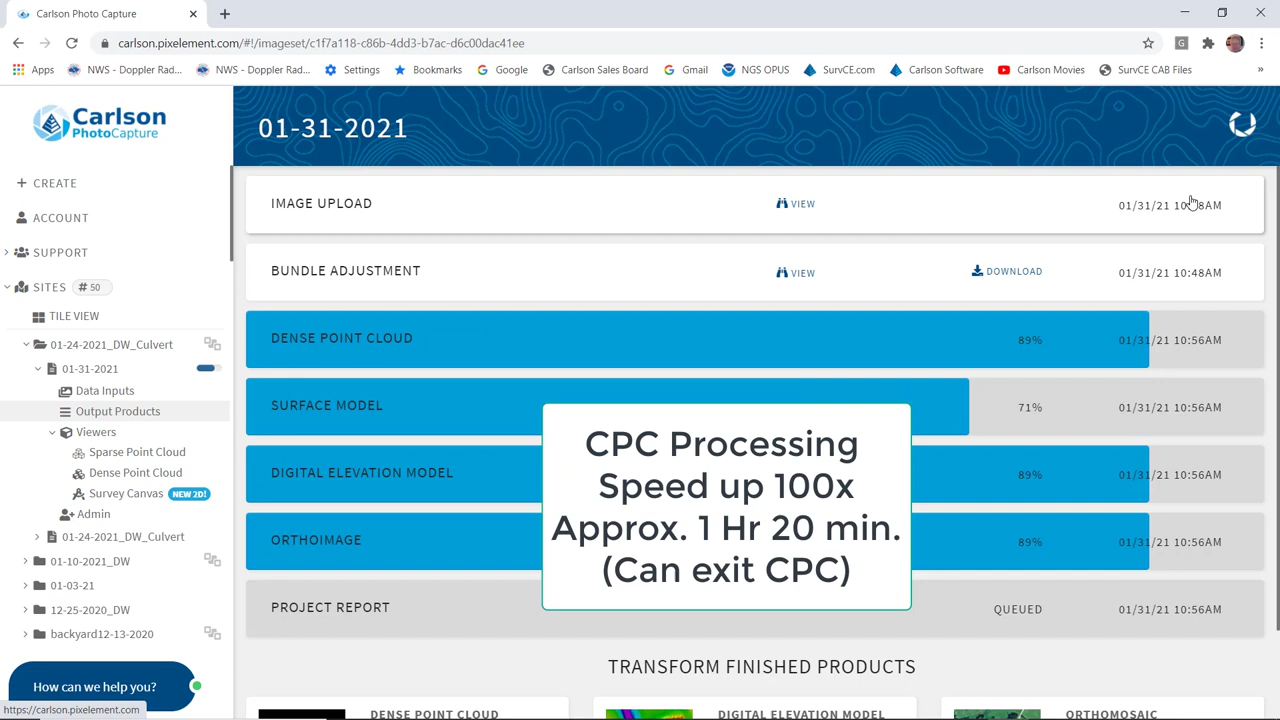 Carlson Photo Capture
carlson.pixelement.com/#!/imageset/c1f7a118-c86b-4dd3-b7ac-d6c00dac41ee
Apps NWS - Doppler Rad... NWS - Doppler Rad... Settings Bookmarks Google Carlson Sales Board Gmail NGS OPUS SurvCE.com Carlson Software Carlson Movies SurvCE CAB Files »
Carlson
PhotoCapture
01-31-2021
CREATE
ACCOUNT
SUPPORT
SITES # 50
TILE VIEW
01-24-2021_DW_Culvert
01-31-2021
Data Inputs
Output Products
Viewers
Sparse Point Cloud
Dense Point Cloud
Survey Canvas NEW 2D!
Admin
01-24-2021_DW_Culvert
01-10-2021_DW
01-03-21
12-25-2020_DW
backyard12-13-2020
How can we help you?
https://carlson.pixelement.com
IMAGE UPLOAD VIEW 01/31/21
BUNDLE ADJUSTMENT VIEW DOWNLOAD 01/31/21 10:48AM
DENSE POINT CLOUD 89% 01/31/21 10:56AM
SURFACE MODEL 71% 01/31/21 10:56AM
DIGITAL ELEVATION MODEL 89% 01/31/21 10:56AM
ORTHOIMAGE 89% 01/31/21 10:56AM
PROJECT REPORT QUEUED 01/31/21 10:56AM
CPC Processing
Speed up 100x
Approx. 1 Hr 20 min.
(Can exit CPC)
TRANSFORM FINISHED PRODUCTS
DENSE POINT CLOUD DIGITAL ELEVATION MODEL ORTHOMOSAIC